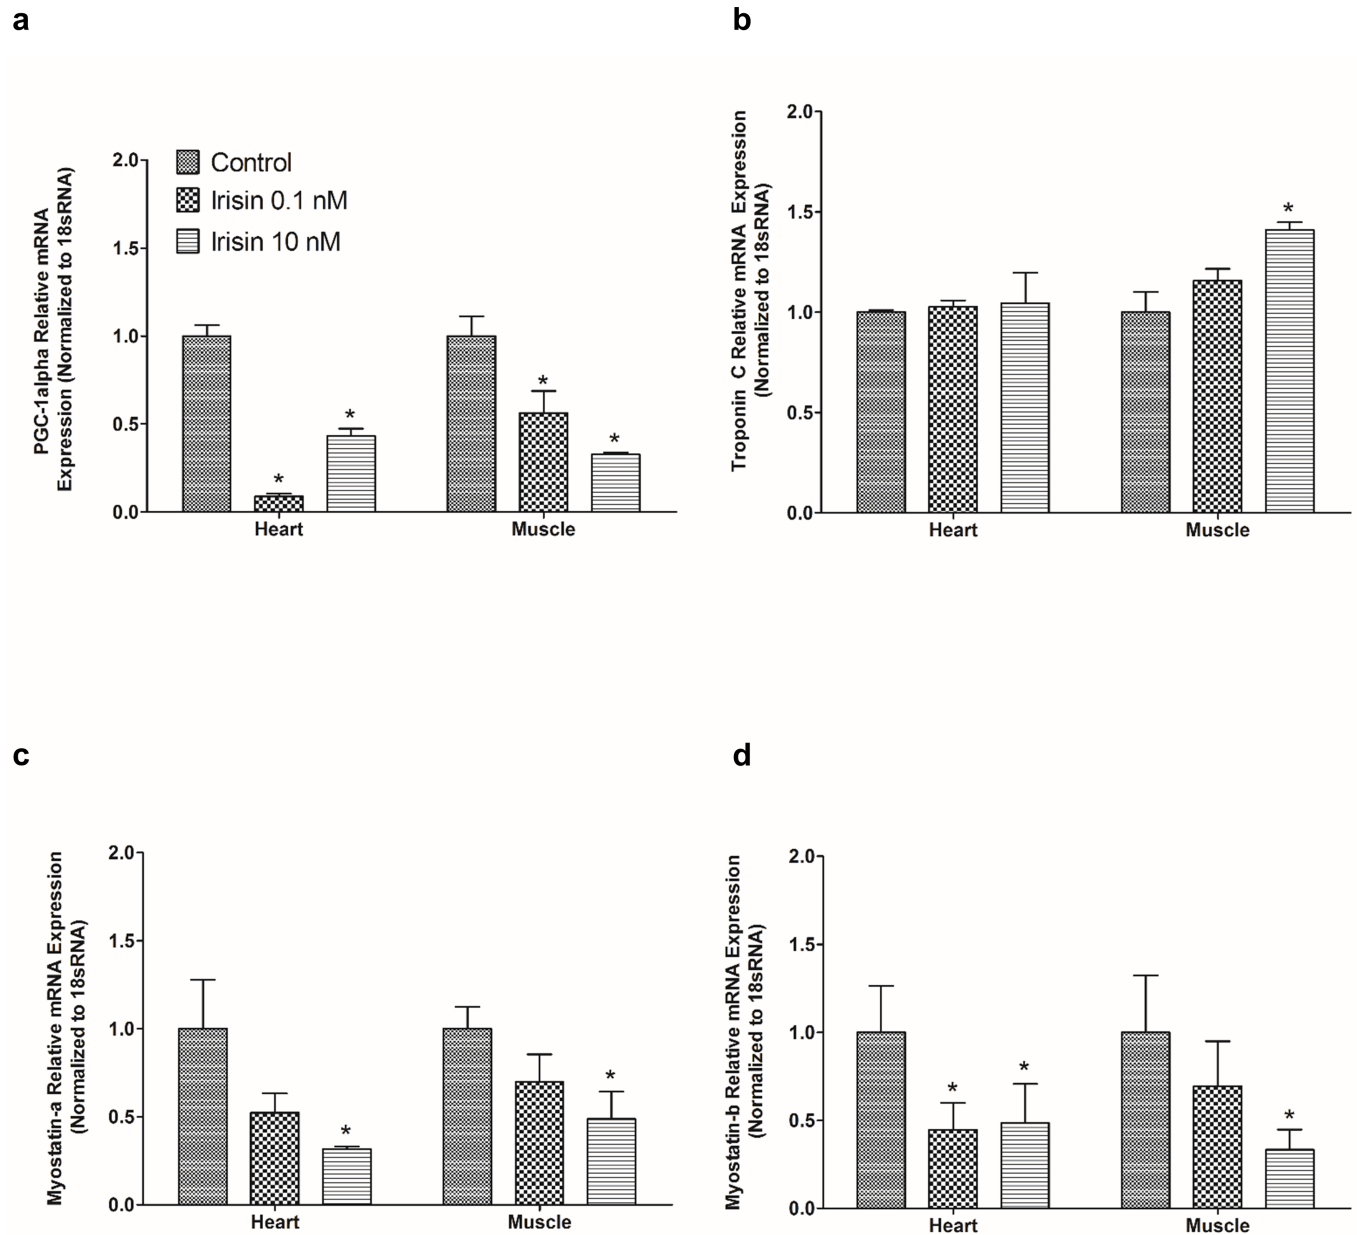 a
PGC-1alpha Relative mRNA
Expression (Normalized to 18sRNA)
2.0
1.5
1.0
0.5
0.0
Control
Irisin 0.1 nM
Irisin 10 nM
*
*
*
*
Heart
Muscle
b
Troponin C Relative mRNA Expression
(Normalized to 18sRNA)
2.0
1.5
1.0
0.5
0.0
*
Heart
Muscle
c
Myostatin-a Relative mRNA Expression
(Normalized to 18sRNA)
2.0
1.5
1.0
0.5
0.0
*
*
Heart
Muscle
d
Myostatin-b Relative mRNA Expression
(Normalized to 18sRNA)
2.0
1.5
1.0
0.5
0.0
*
*
*
Heart
Muscle